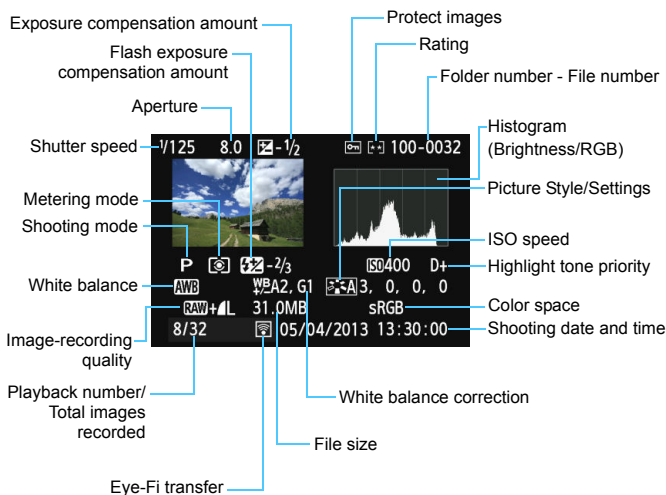 Exposure compensation amount
Protect images
Flash exposure
compensation amount
Rating
Folder number - File number
Aperture
Histogram
(Brightness/RGB)
Shutter speed
1/125 8.0 -1/2 100-0032
Metering mode
Picture Style/Settings
Shooting mode
ISO speed
P -2/3 ISO400 D+
Highlight tone priority
White balance
AWB WB A2, G1 A 3, 0, 0, 0
RAW+L 31.0MB sRGB
Color space
Image-recording
quality
8/32 05/04/2013 13:30:00
Shooting date and time
Playback number/
Total images
recorded
White balance correction
File size
Eye-Fi transfer